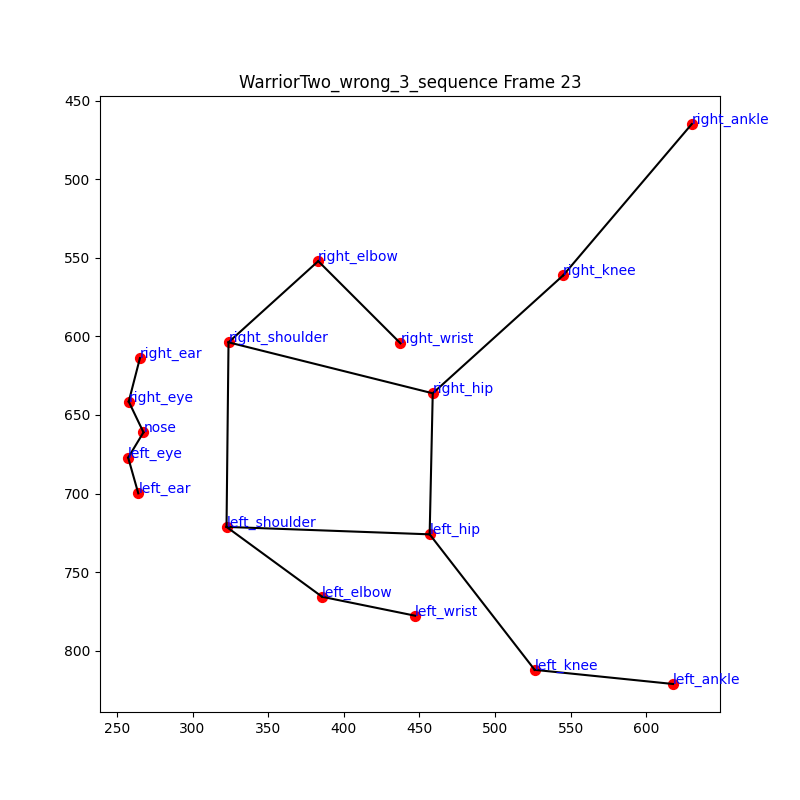 WarriorTwo_wrong_3_sequence Frame 23
450
right_ankle
500
550
right_elbow
right_knee
600
right_shoulder
right_wrist
right_ear
right_hip
right_eye
650
nose
left_eye
left_ear
700
left_shoulder
left_hip
750
left_elbow
left_wrist
800
left_knee
left_ankle
250 300 350 400 450 500 550 600